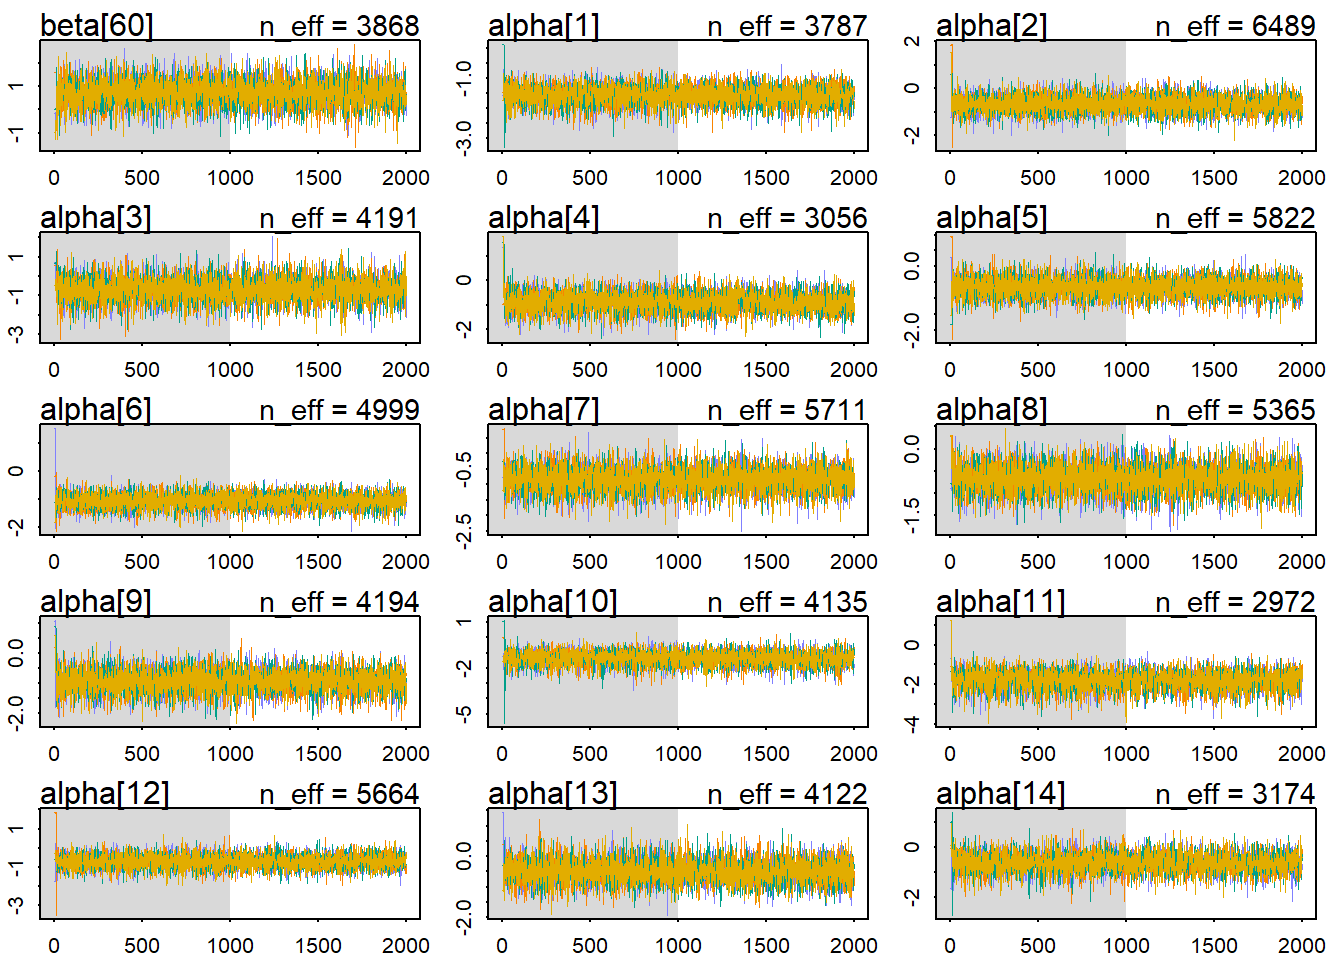 beta[60] n_eff = 3868 alpha[1] n_eff = 3787 alpha[2] n_eff = 6489
1 -1 -1.0 -3.0 2 0 -2
0 500 1000 1500 2000 0 500 1000 1500 2000 0 500 1000 1500 2000
alpha[3] n_eff = 4191 alpha[4] n_eff = 3056 alpha[5] n_eff = 5822
1 -1 -3 0 -2 0.0 -2.0
0 500 1000 1500 2000 0 500 1000 1500 2000 0 500 1000 1500 2000
alpha[6] n_eff = 4999 alpha[7] n_eff = 5711 alpha[8] n_eff = 5365
0 -2 -0.5 -2.5 0.0 -1.5
0 500 1000 1500 2000 0 500 1000 1500 2000 0 500 1000 1500 2000
alpha[9] n_eff = 4194 alpha[10] n_eff = 4135 alpha[11] n_eff = 2972
0.0 -2.0 1 -2 -5 0 -2 -4
0 500 1000 1500 2000 0 500 1000 1500 2000 0 500 1000 1500 2000
alpha[12] n_eff = 5664 alpha[13] n_eff = 4122 alpha[14] n_eff = 3174
1 -1 -3 0.0 -2.0 0 -2
0 500 1000 1500 2000 0 500 1000 1500 2000 0 500 1000 1500 2000